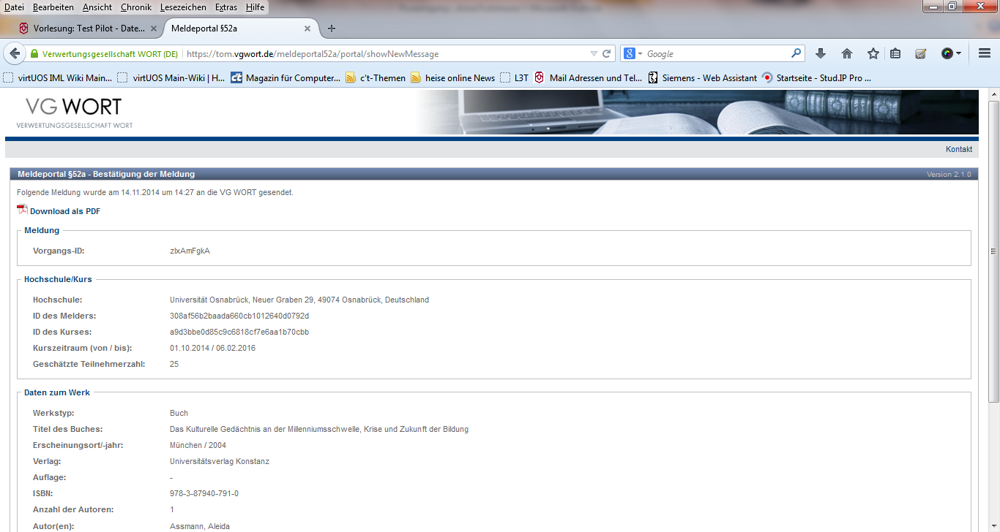 Datei Bearbeiten Ansicht Chronik Lesezeichen Extras Hilfe
Vorlesung: Test Pilot - Date... Meldeportal §52a
Verwertungsgesellschaft WORT (DE) https://tom.vgwort.de/meldeportal52a/portal/showNewMessage Google
virtUOS IML Wiki Main... virtUOS Main-Wiki | H... Magazin für Computer... c't-Themen heise online News L3T Mail Adressen und Tel... Siemens - Web Assistant Startseite - Stud.IP Pro ...
VG WORT
VERWERTUNGSGESELLSCHAFT WORT
Kontakt
Meldeportal §52a - Bestätigung der Meldung Version 2.1.0
Folgende Meldung wurde am 14.11.2014 um 14:27 an die VG WORT gesendet.
Download als PDF
Meldung
Vorgangs-ID: zlxAmFgkA
Hochschule/Kurs
Hochschule: Universität Osnabrück, Neuer Graben 29, 49074 Osnabrück, Deutschland
ID des Melders: 308af56b2baada660cb1012640d0792d
ID des Kurses: a9d3bbe0d85c9c6818cf7e6aa1b70cbb
Kurszeitraum (von / bis): 01.10.2014 / 06.02.2016
Geschätzte Teilnehmerzahl: 25
Daten zum Werk
Werkstyp: Buch
Titel des Buches: Das Kulturelle Gedächtnis an der Millenniumsschwelle, Krise und Zukunft der Bildung
Erscheinungsort/-jahr: München / 2004
Verlag: Universitätsverlag Konstanz
Auflage: -
ISBN: 978-3-87940-791-0
Anzahl der Autoren: 1
Autor(en): Assmann, Aleida